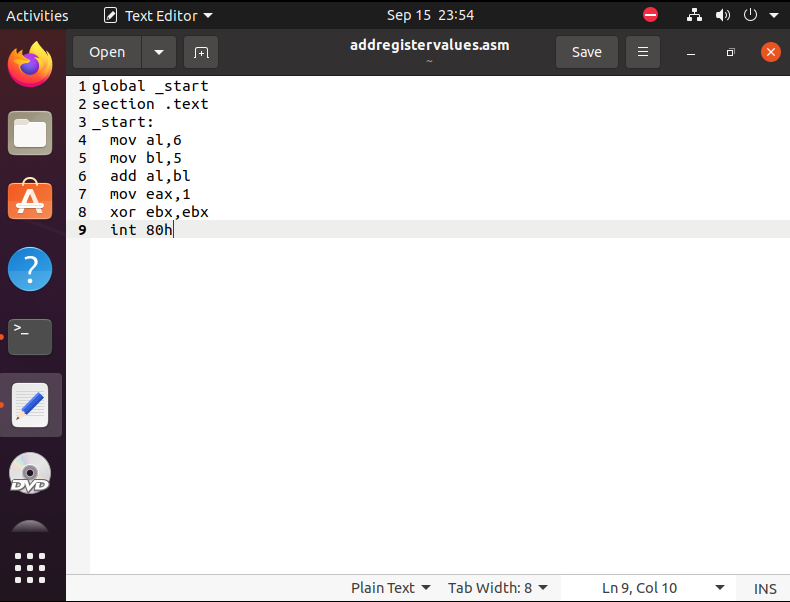 Activities Text Editor Sep 15 23:54
Open addregistervalues.asm Save
~
1 global _start
2 section .text
3 _start:
4   mov al,6
5   mov bl,5
6   add al,bl
7   mov eax,1
8   xor ebx,ebx
9   int 80h
>_
?
DVD
Plain Text Tab Width: 8 Ln 9, Col 10 INS